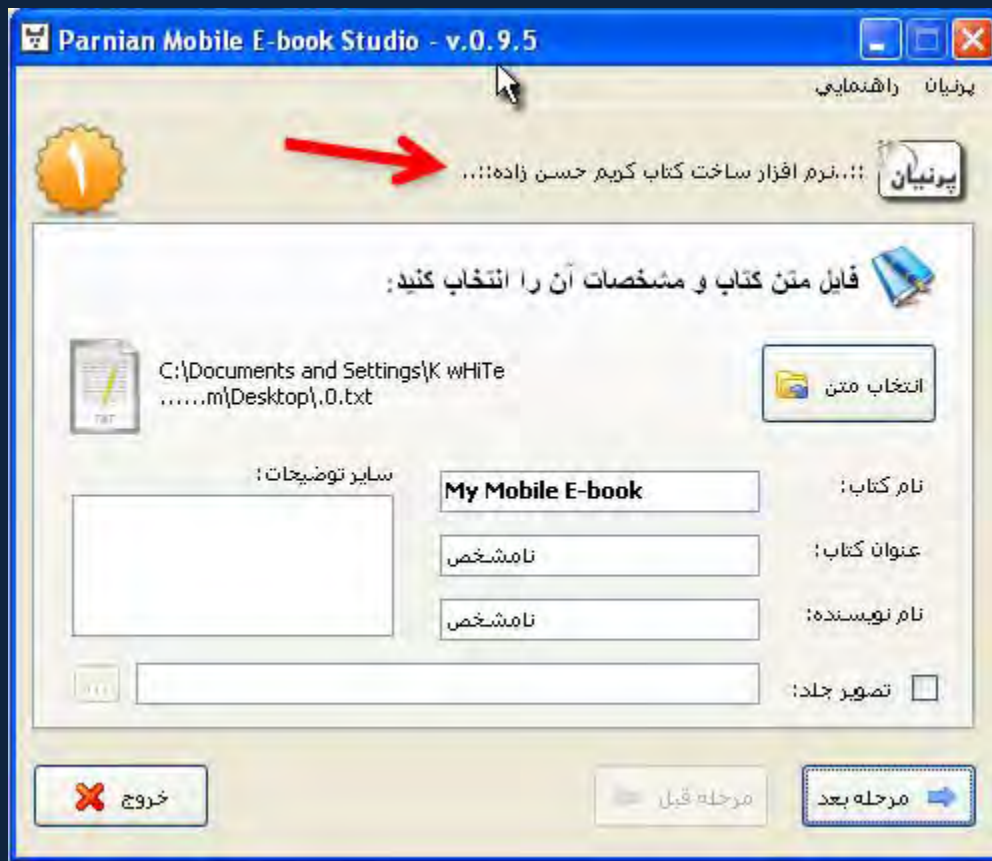 Parnian Mobile E-book Studio - v.0.9.5
پرنیان راهنمایی
۱
پرنیان
::..نرم افزار ساخت کتاب کریم حسن زاده::..
فایل متن کتاب و مشخصات آن را انتخاب کنید:
انتخاب متن
C:\Documents and Settings\K wHiTe
......m\Desktop\.0.txt
TXT
نام کتاب:
My Mobile E-book
سایر توضیحات:
عنوان کتاب:
نامشخص
نام نویسنده:
نامشخص
تصویر جلد:
...
مرحله بعد
مرحله قبل
خروج